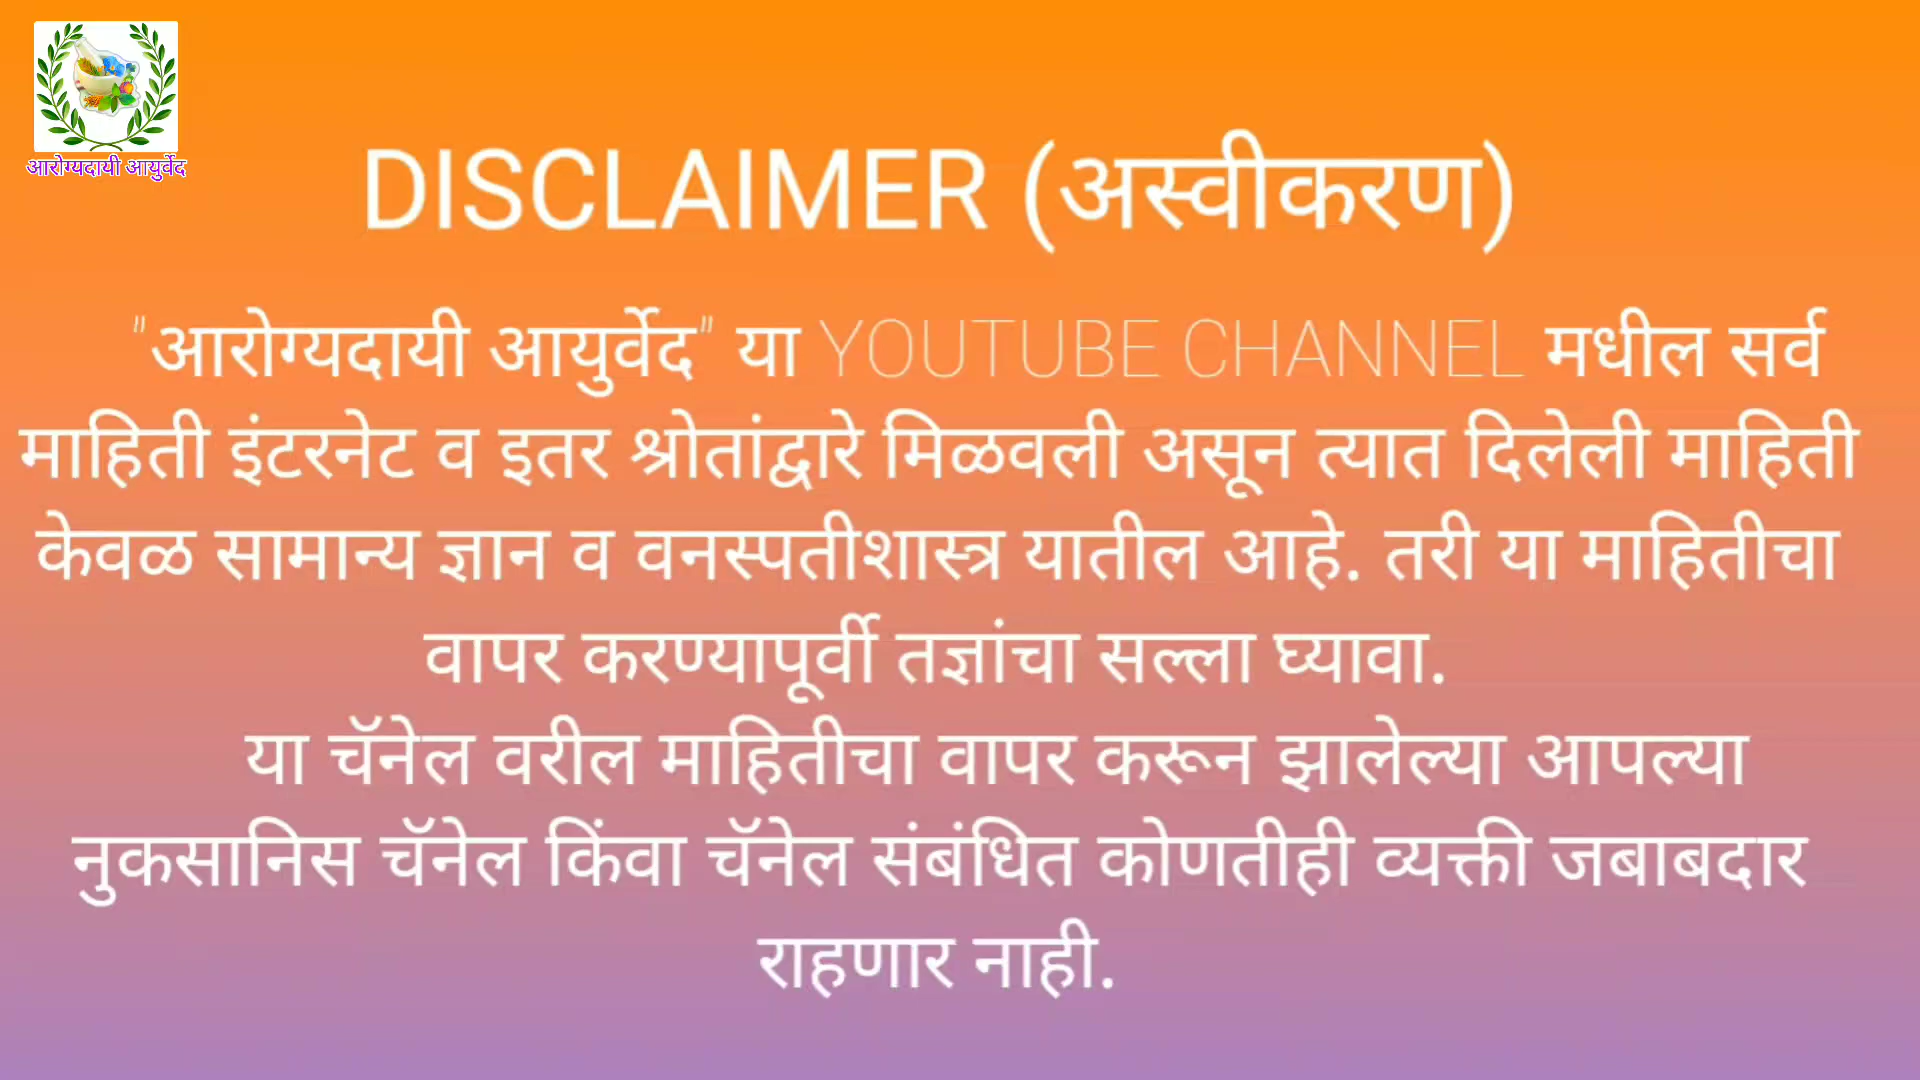 आरोग्यदायी आयुर्वेद
DISCLAIMER (अस्वीकरण)
"आरोग्यदायी आयुर्वेद" या YOUTUBE CHANNEL मधील सर्व
माहिती इंटरनेट व इतर श्रोतांद्वारे मिळवली असून त्यात दिलेली माहिती
केवळ सामान्य ज्ञान व वनस्पतीशास्त्र यातील आहे. तरी या माहितीचा
वापर करण्यापूर्वी तज्ञांचा सल्ला घ्यावा.
या चॅनेल वरील माहितीचा वापर करून झालेल्या आपल्या
नुकसानिस चॅनेल किंवा चॅनेल संबंधित कोणतीही व्यक्ती जबाबदार
राहणार नाही.